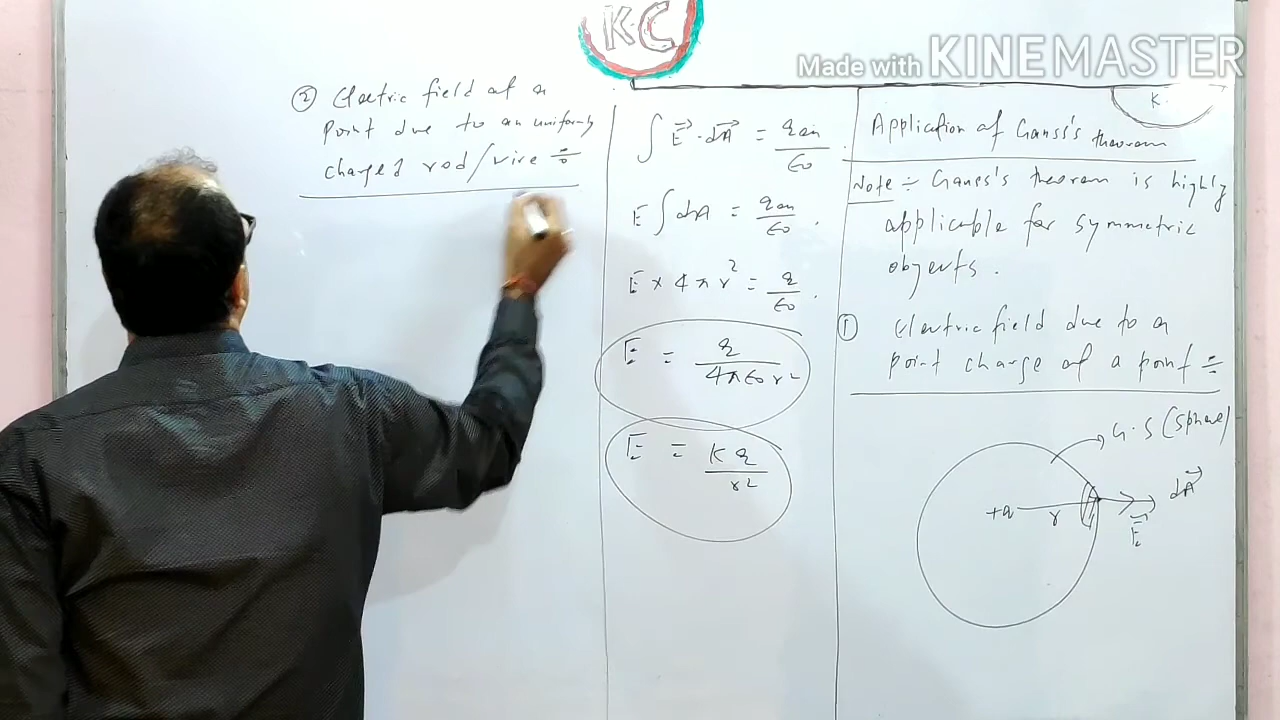 KC
Made with KINEMASTER
K.
Application of Gauss's theorem
Note ÷ Gauss's theorem is highly
applicable for symmetric
objects.
① Electric field due to a
point charge at a point ÷
G.S (Sphere)
dA⃗
+q
r
E⃗
∫ E⃗ · dA⃗ = qen/ε0 .
E ∫ dA = qen/ε0 .
E × 4πr² = q/ε0 .
E = q/4πε0r²
E = Kq/r²
② Electric field at a
point due to an uniformly
charged rod/wire ÷